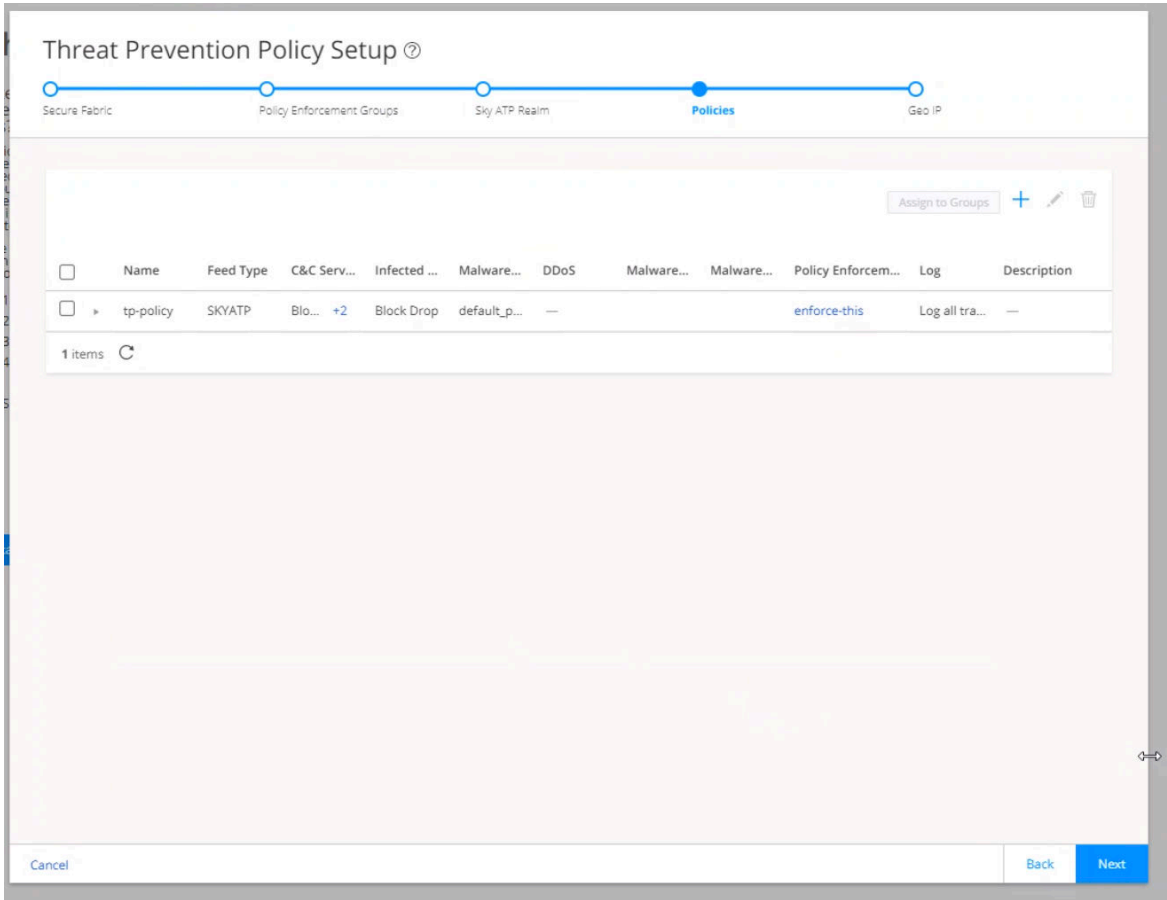 Threat Prevention Policy Setup
Secure Fabric Policy Enforcement Groups Sky ATP Realm Policies Geo IP
Assign to Groups
Name Feed Type C&C Serv... Infected ... Malware... DDoS Malware... Malware... Policy Enforcem... Log Description
tp-policy SKYATP Blo... +2 Block Drop default_p... — enforce-this Log all tra... —
1 items
Cancel Back Next